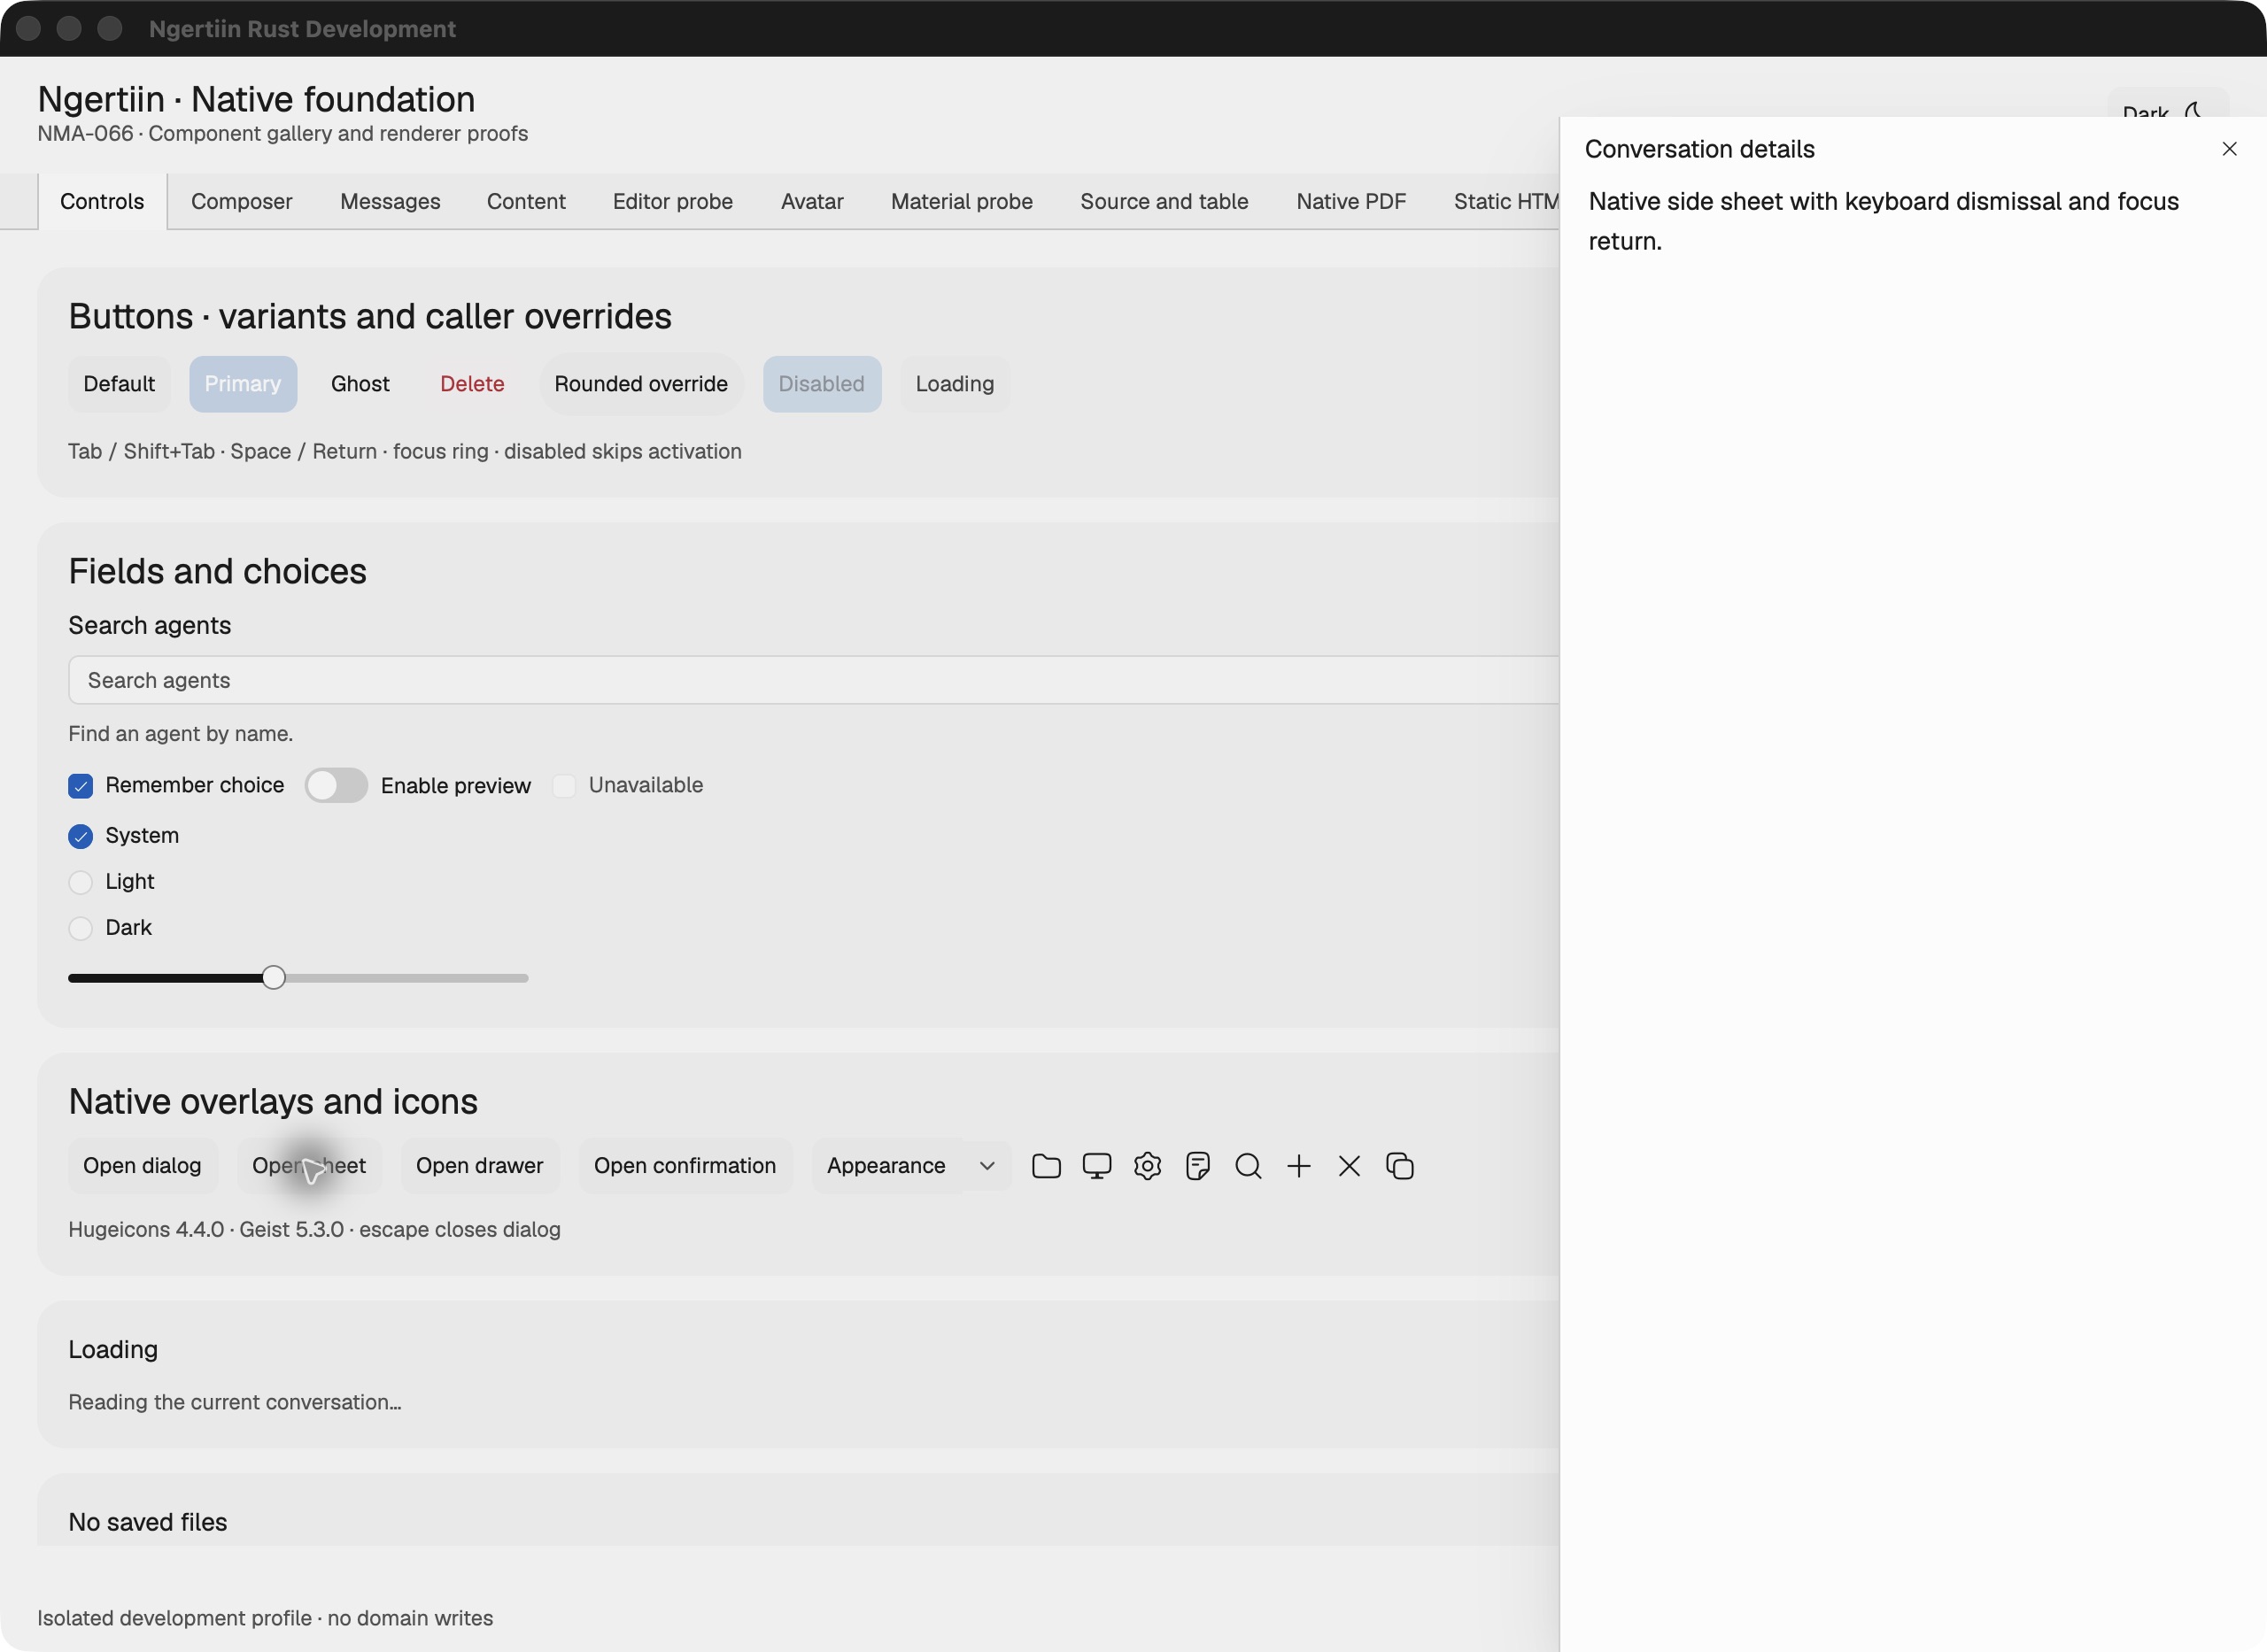 Ngertiin Rust Development
Ngertiin · Native foundation
NMA-066 · Component gallery and renderer proofs
Dark
Conversation details
Native side sheet with keyboard dismissal and focus
return.
Controls Composer Messages Content Editor probe Avatar Material probe Source and table Native PDF Static HTM
Buttons · variants and caller overrides
Default Primary Ghost Delete Rounded override Disabled Loading
Tab / Shift+Tab · Space / Return · focus ring · disabled skips activation
Fields and choices
Search agents
Search agents
Find an agent by name.
Remember choice Enable preview Unavailable
System
Light
Dark
Native overlays and icons
Open dialog Open sheet Open drawer Open confirmation Appearance
Hugeicons 4.4.0 · Geist 5.3.0 · escape closes dialog
Loading
Reading the current conversation...
No saved files
Isolated development profile · no domain writes